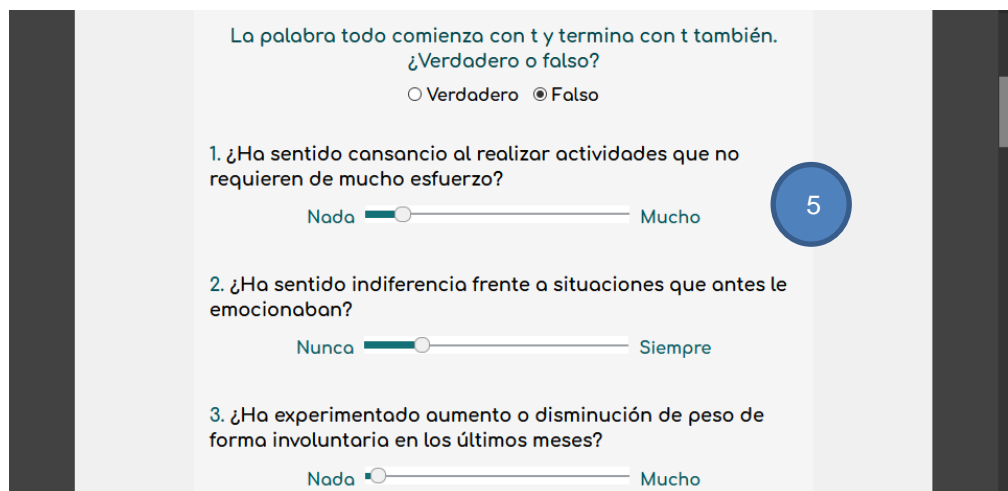 La palabra todo comienza con t y termina con t también.
¿Verdadero o falso?
Verdadero Falso
1. ¿Ha sentido cansancio al realizar actividades que no
requieren de mucho esfuerzo?
Nada Mucho
5
2. ¿Ha sentido indiferencia frente a situaciones que antes le
emocionaban?
Nunca Siempre
3. ¿Ha experimentado aumento o disminución de peso de
forma involuntaria en los últimos meses?
Nada Mucho